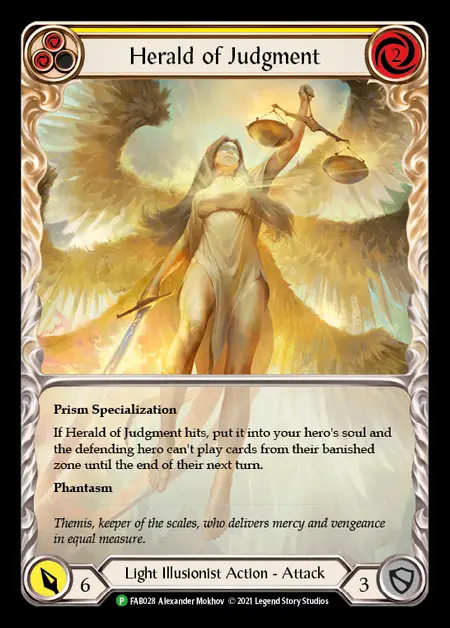 Herald of Judgment
2
Prism Specialization
If Herald of Judgment hits, put it into your hero's soul and
the defending hero can't play cards from their banished
zone until the end of their next turn.
Phantasm
Themis, keeper of the scales, who delivers mercy and vengeance
in equal measure.
6
Light Illusionist Action - Attack
3
P FAB028 Alexander Mokhov © 2021 Legend Story Studios